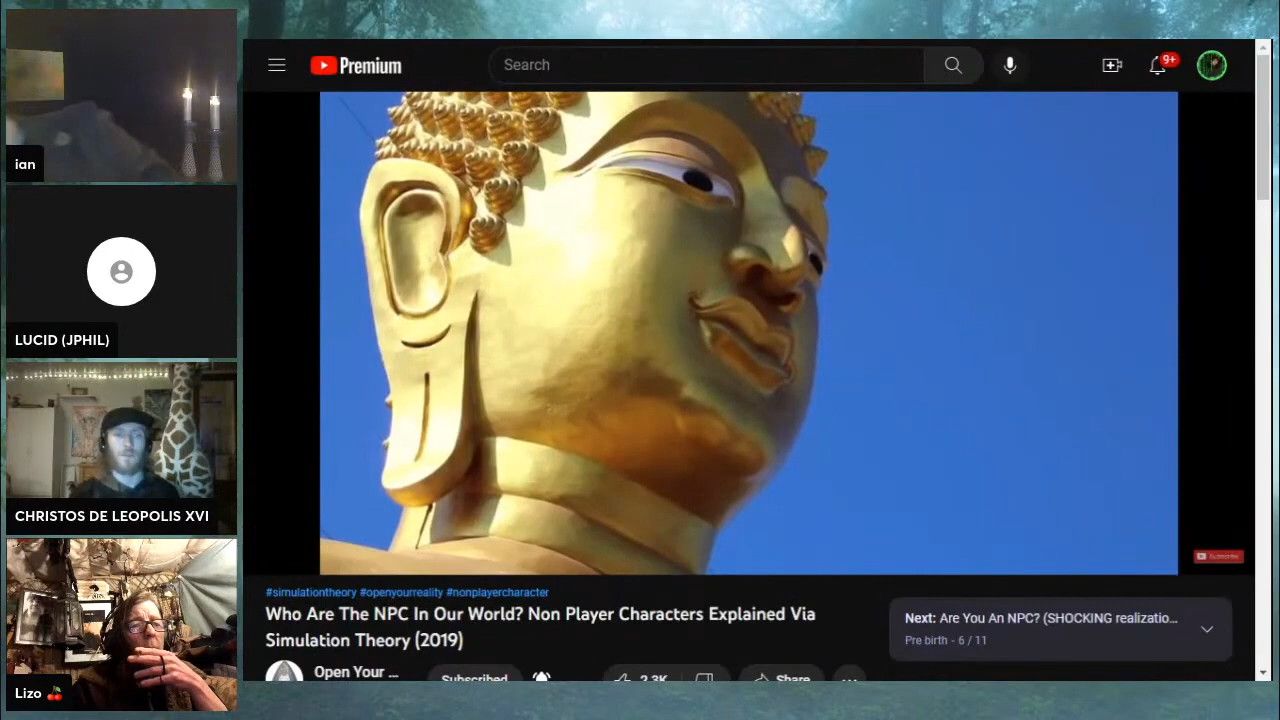 ian
LUCID (JPHIL)
CHRISTOS DE LEOPOLIS XVI
Lizo 🍒
Premium
Search
9+
Subscribe
#simulationtheory #openyourreality #nonplayercharacter
Who Are The NPC In Our World? Non Player Characters Explained Via
Simulation Theory (2019)
Next: Are You An NPC? (SHOCKING realizatio...
Pre birth - 6 / 11
Open Your ...
Subscribed
2.3K
Share